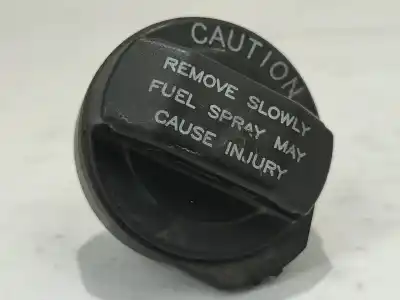 CAUTION
REMOVE SLOWLY
FUEL SPRAY MAY
CAUSE INJURY